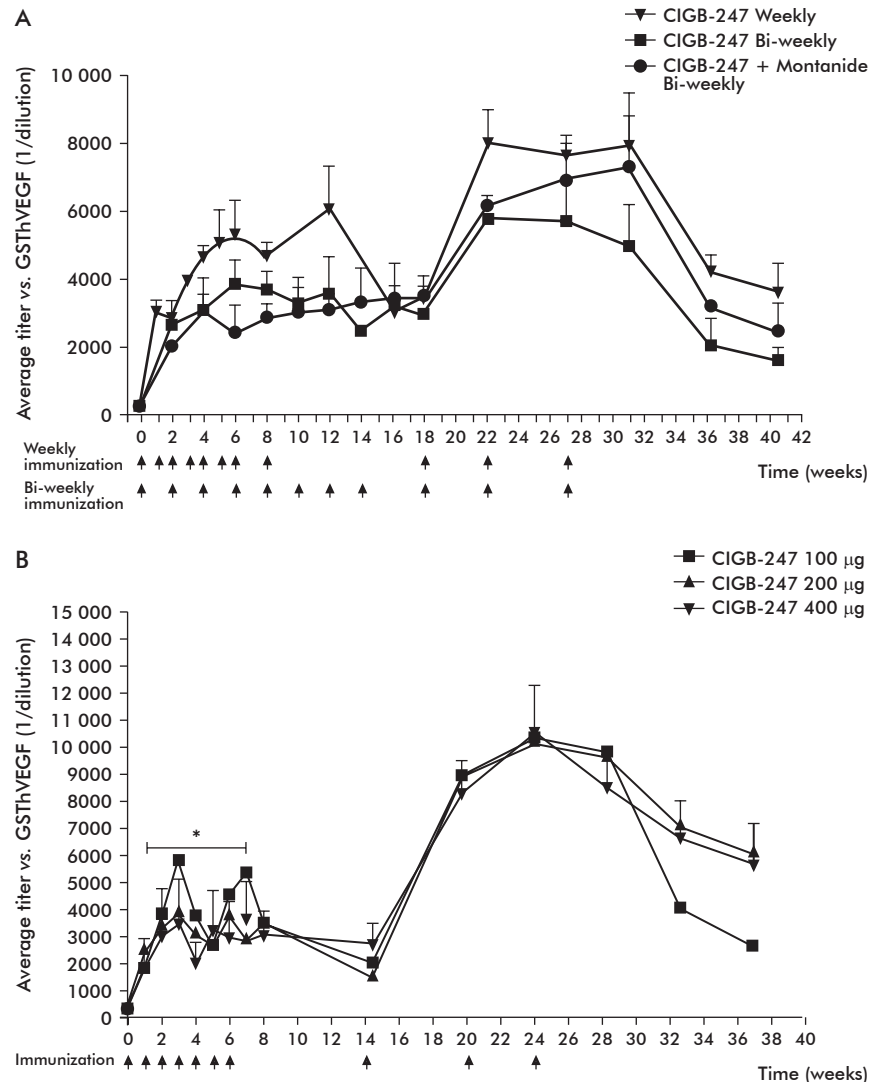 A
CIGB-247 Weekly
CIGB-247 Bi-weekly
CIGB-247 + Montanide
Bi-weekly
Average titer vs. GSThVEGF (1/dilution)
10 000
8000
6000
4000
2000
0
0 2 4 6 8 10 12 14 16 18 20 22 24 26 28 30 32 34 36 38 40 42
Weekly
immunization
Time (weeks)
Bi-weekly
immunization
B
CIGB-247 100 µg
CIGB-247 200 µg
CIGB-247 400 µg
Average titer vs. GSThVEGF (1/dilution)
15 000
14 000
13 000
12 000
11 000
10 000
9000
8000
7000
6000
5000
4000
3000
2000
1000
0
*
0 2 4 6 8 10 12 14 16 18 20 22 24 26 28 30 32 34 36 38 40
Immunization
Time (weeks)